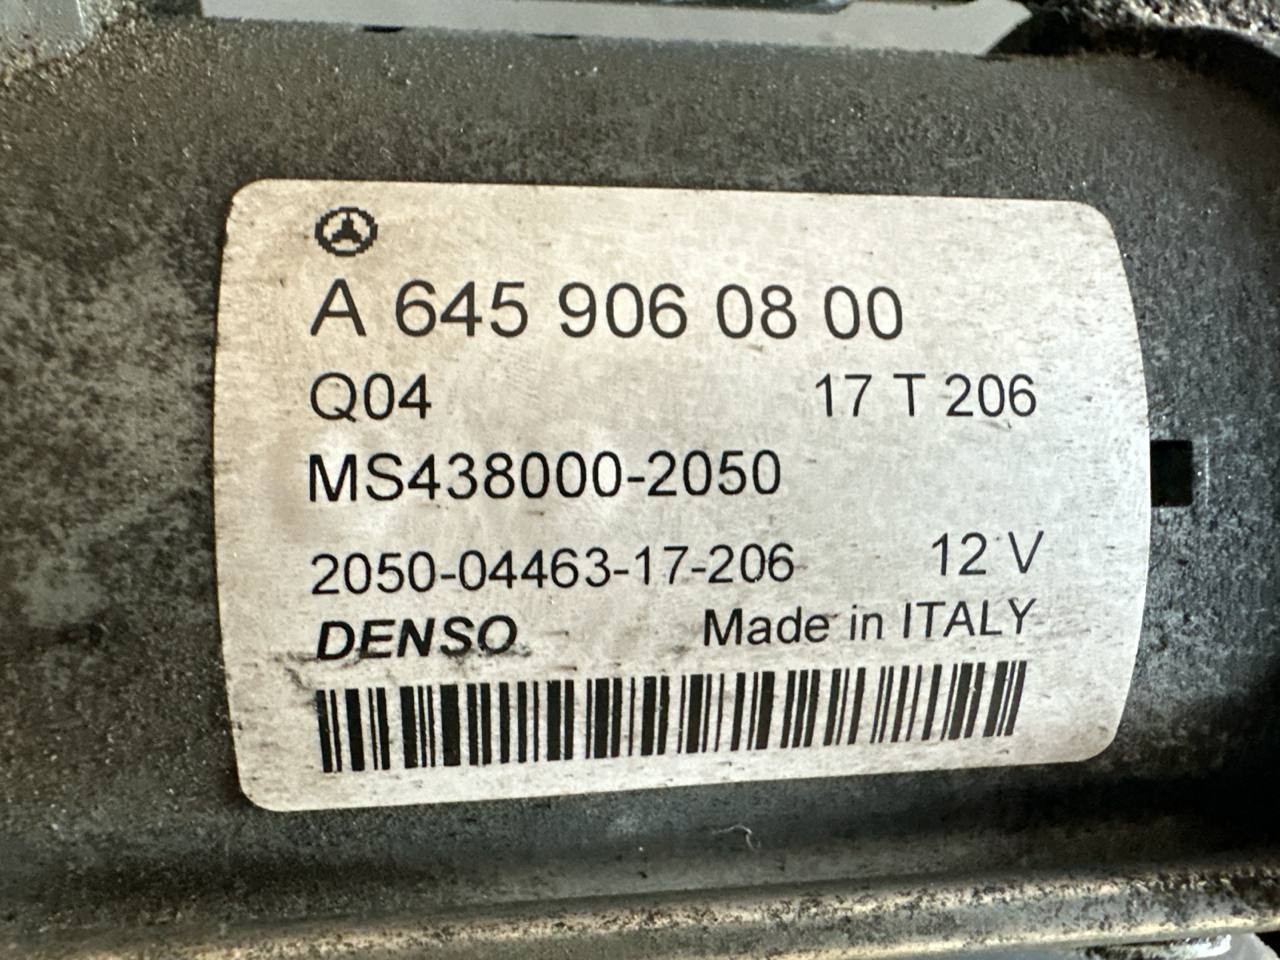 A 645 906 08 00
Q04 17 T 206
MS438000-2050
2050-04463-17-206 12 V
DENSO Made in ITALY